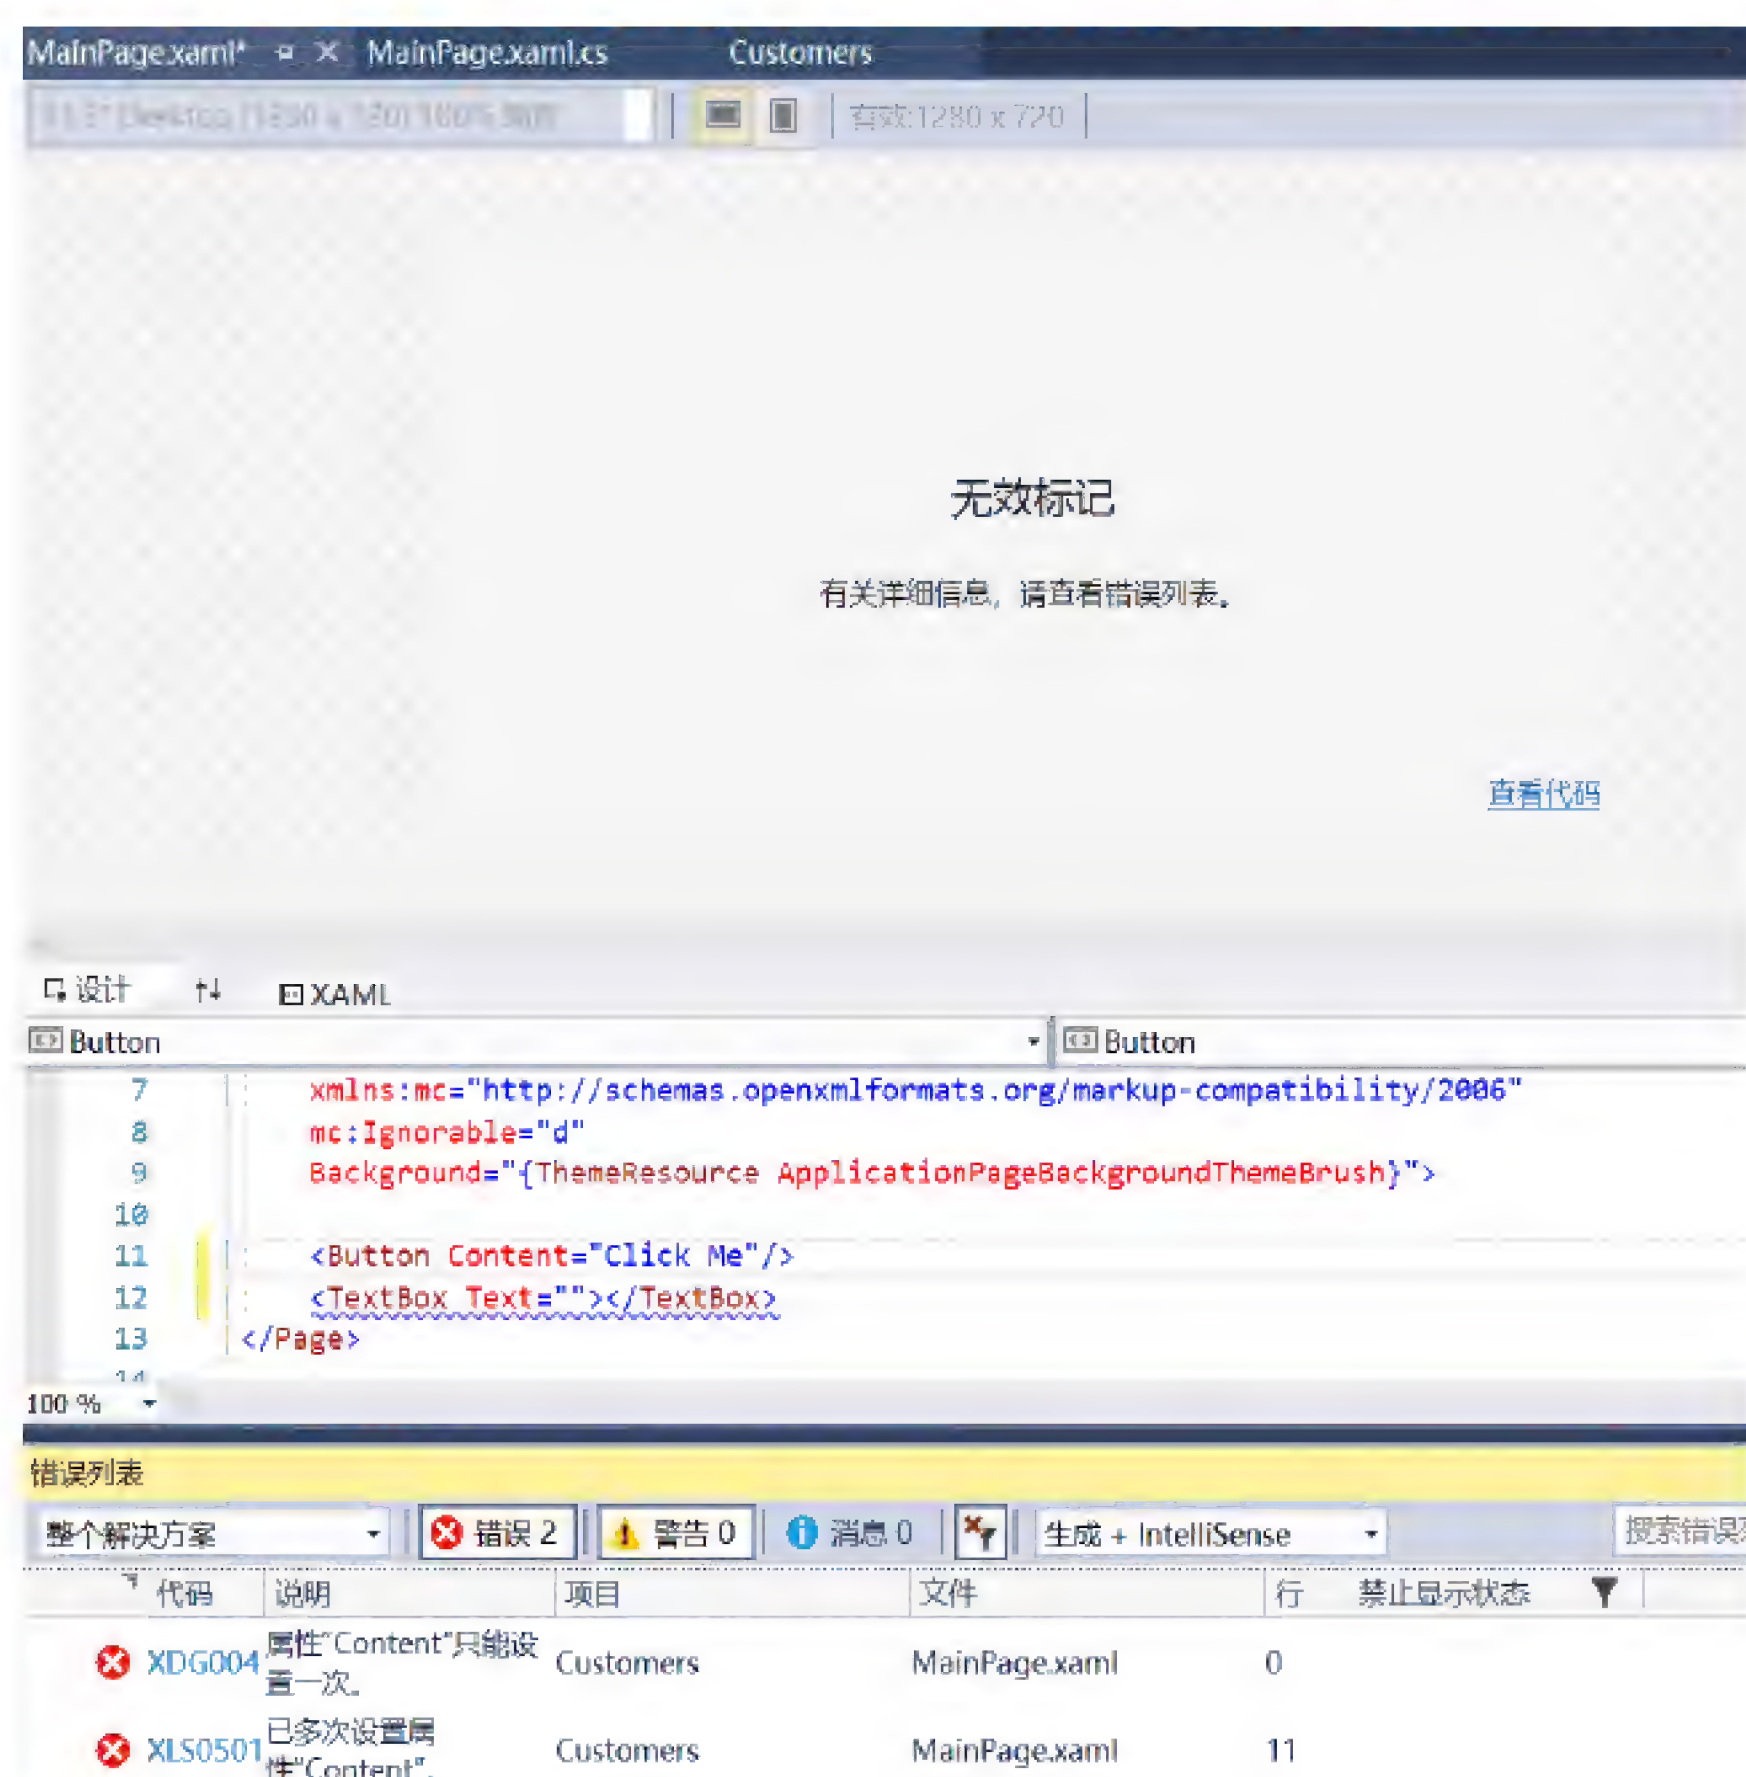 MainPage.xaml* MainPage.xaml.cs Customers
有效:1280 x 720
无效标记
有关详细信息，请查看错误列表。
查看代码
设计 XAML
Button Button
7 xmlns:mc="http://schemas.openxmlformats.org/markup-compatibility/2006"
8 mc:Ignorable="d"
9 Background="{ThemeResource ApplicationPageBackgroundThemeBrush}">
10
11 <Button Content="Click Me"/>
12 <TextBox Text=""></TextBox>
13 </Page>
14
100 %
错误列表
整个解决方案 错误 2 警告 0 消息 0 生成 + IntelliSense 搜索错误
代码 说明 项目 文件 行 禁止显示状态
XDG004 属性"Content"只能设 Customers MainPage.xaml 0
置一次。
XLS0501 已多次设置属 Customers MainPage.xaml 11
性"Content"。